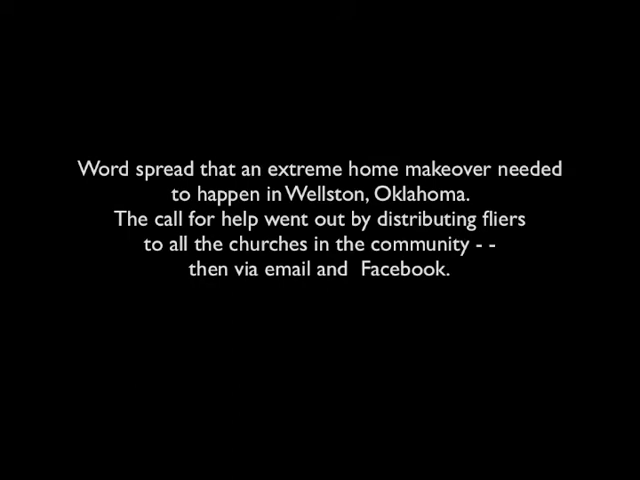 Word spread that an extreme home makeover needed
to happen in Wellston, Oklahoma.
The call for help went out by distributing fliers
to all the churches in the community - -
then via email and  Facebook.